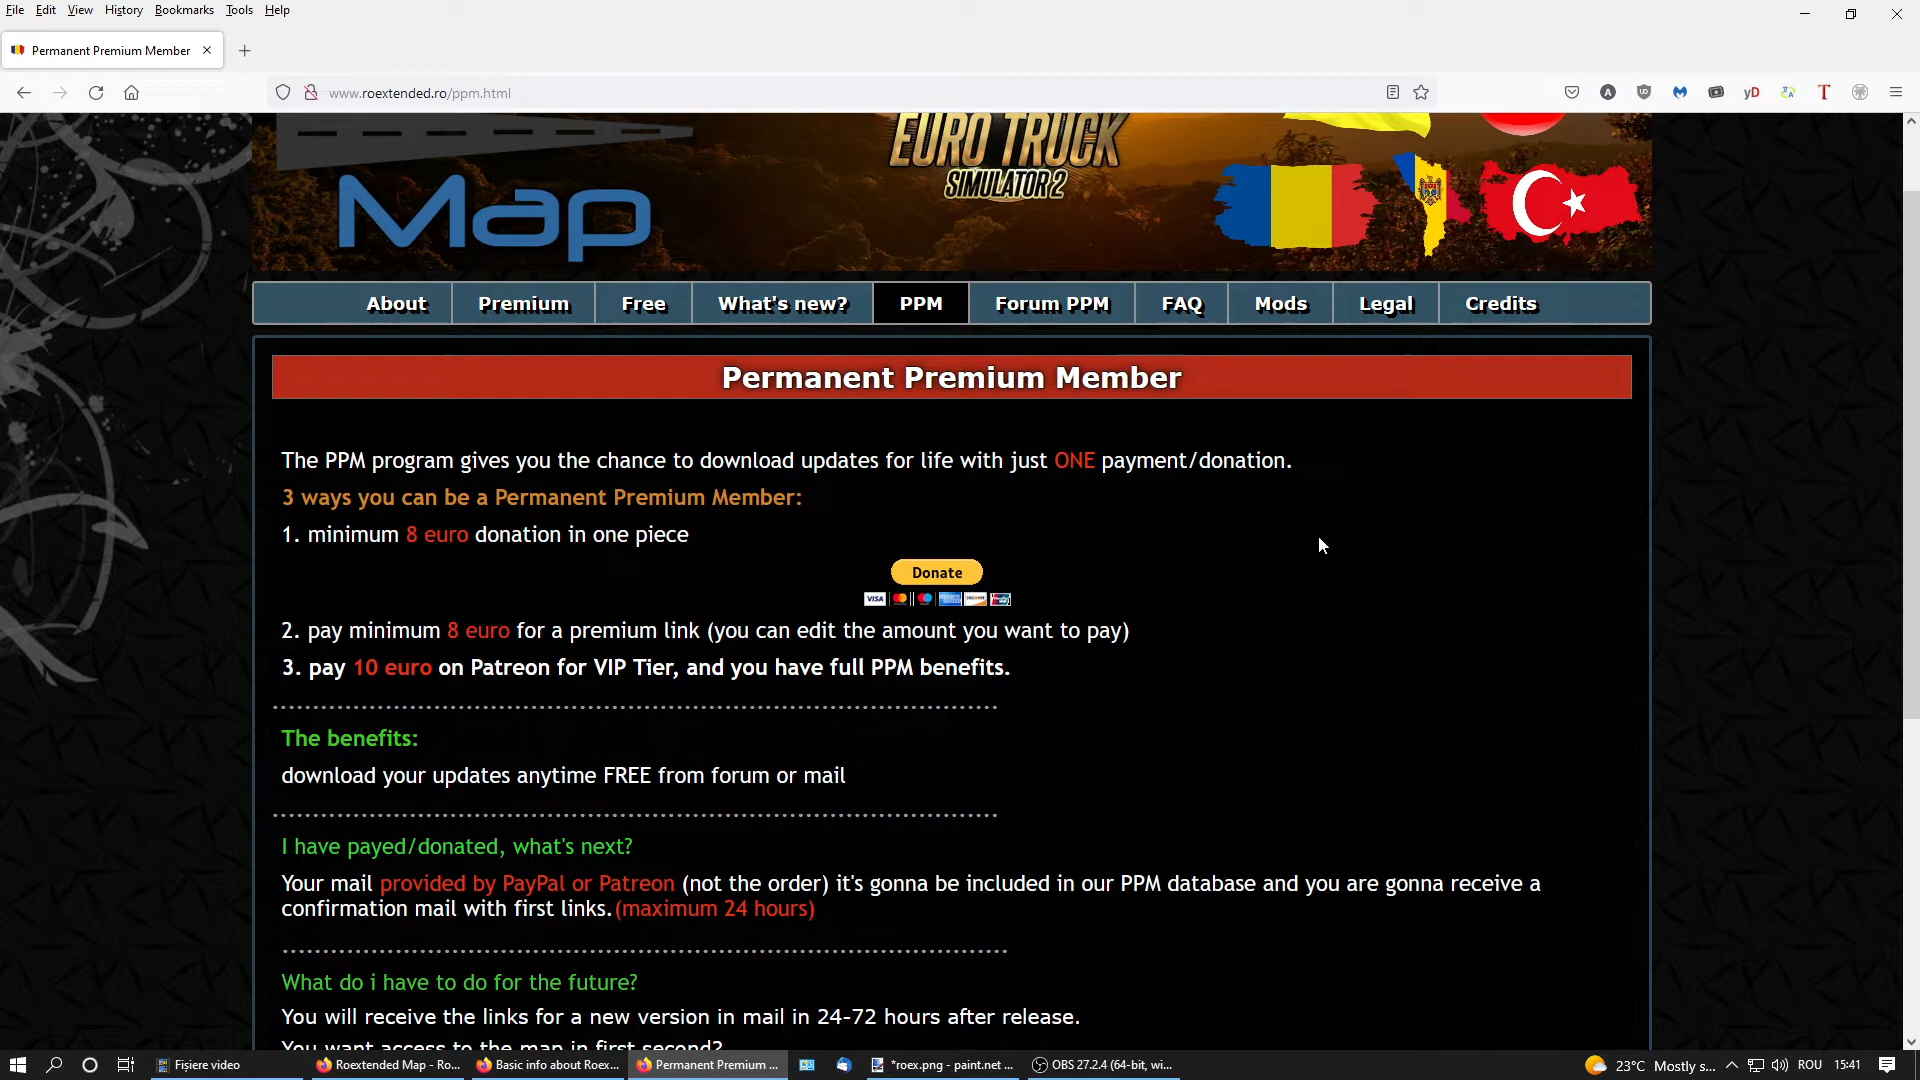 File Edit View History Bookmarks Tools Help
Permanent Premium Member
www.roextended.ro/ppm.html
EURO TRUCK
SIMULATOR 2
Map
About Premium Free What's new? PPM Forum PPM FAQ Mods Legal Credits
Permanent Premium Member
The PPM program gives you the chance to download updates for life with just ONE payment/donation.
3 ways you can be a Permanent Premium Member:
1. minimum 8 euro donation in one piece
Donate
VISA
2. pay minimum 8 euro for a premium link (you can edit the amount you want to pay)
3. pay 10 euro on Patreon for VIP Tier, and you have full PPM benefits.
The benefits:
download your updates anytime FREE from forum or mail
I have payed/donated, what's next?
Your mail provided by PayPal or Patreon (not the order) it's gonna be included in our PPM database and you are gonna receive a
confirmation mail with first links.(maximum 24 hours)
What do i have to do for the future?
You will receive the links for a new version in mail in 24-72 hours after release.
You want access to the map in first second?
Fișiere video Roextended Map - Ro... Basic info about Roex... Permanent Premium ... *roex.png - paint.net ... OBS 27.2.4 (64-bit, wi... 23°C Mostly s... ROU 15:41